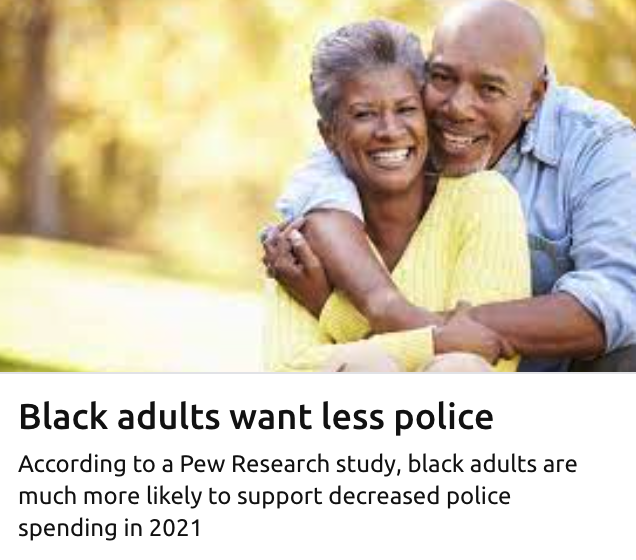 Black adults want less police
According to a Pew Research study, black adults are
much more likely to support decreased police
spending in 2021